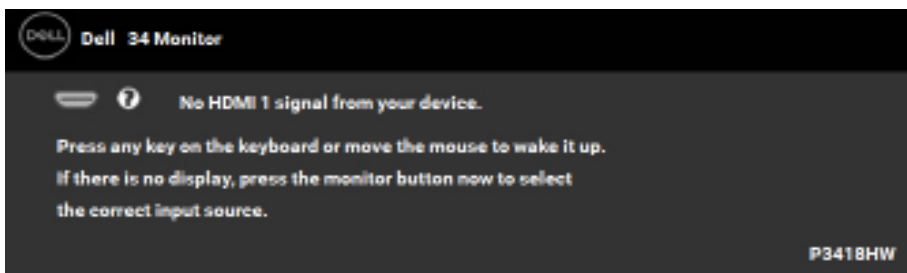 DELL Dell 34 Monitor
? No HDMI 1 signal from your device.
Press any key on the keyboard or move the mouse to wake it up.
If there is no display, press the monitor button now to select
the correct input source.
P3418HW